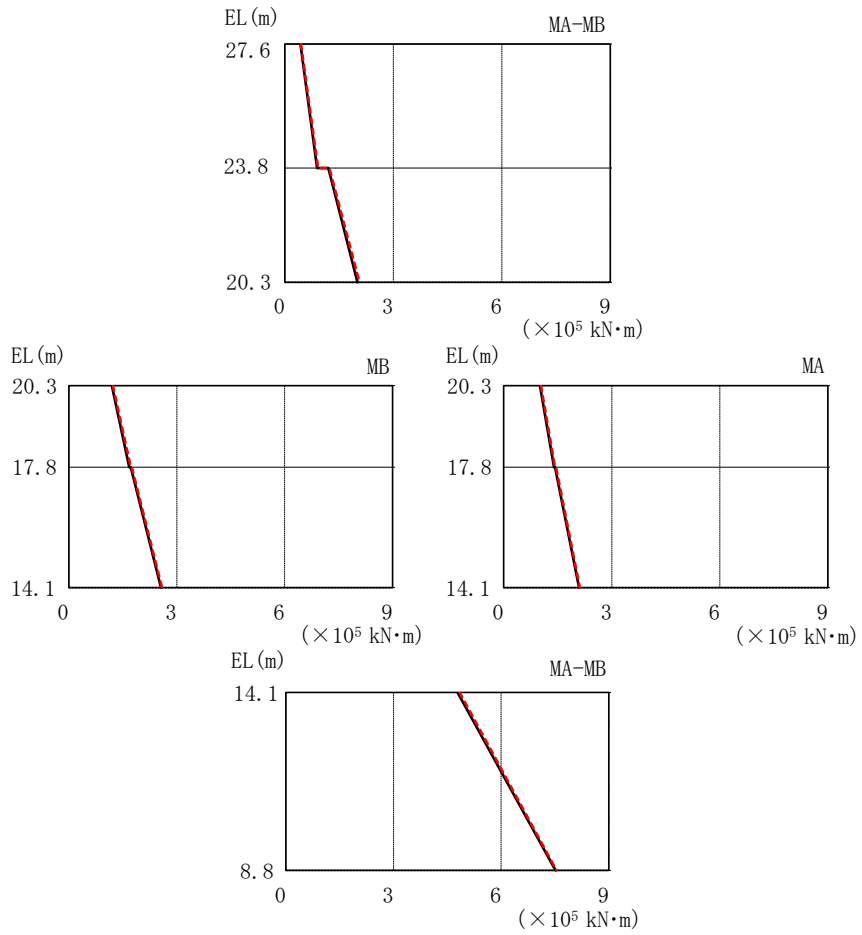 EL(m)
MA-MB
27.6
23.8
20.3
0 3 6 9
(×10⁵ kN・m)
EL(m)
MB
20.3
17.8
14.1
0 3 6 9
(×10⁵ kN・m)
MA
20.3
17.8
14.1
0 3 6 9
(×10⁵ kN・m)
EL(m)
MA-MB
14.1
8.8
0 3 6 9
(×10⁵ kN・m)